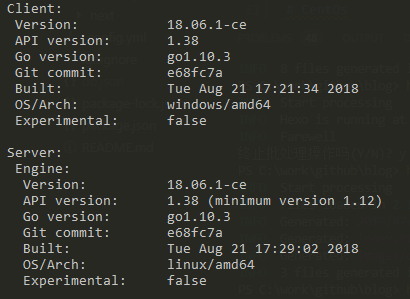 Client:
Version: 18.06.1-ce
API version: 1.38
Go version: go1.10.3
Git commit: e68fc7a
Built: Tue Aug 21 17:21:34 2018
OS/Arch: windows/amd64
Experimental: false
Server:
Engine:
Version: 18.06.1-ce
API version: 1.38 (minimum version 1.12)
Go version: go1.10.3
Git commit: e68fc7a
Built: Tue Aug 21 17:29:02 2018
OS/Arch: linux/amd64
Experimental: false